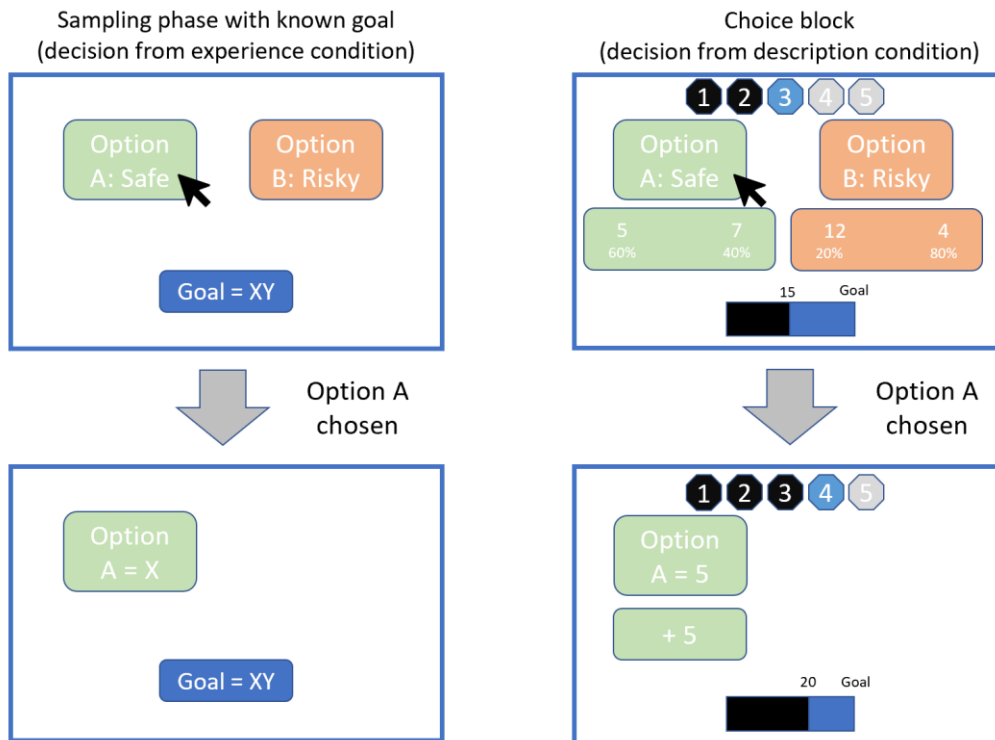 Sampling phase with known goal
(decision from experience condition)
Option
A: Safe
Option
B: Risky
Goal = XY
Option A
chosen
Option
A = X
Goal = XY
Choice block
(decision from description condition)
1 2 3 4 5
Option
A: Safe
Option
B: Risky
5 7
60% 40%
12 4
20% 80%
15 Goal
Option A
chosen
1 2 3 4 5
Option
A = 5
+ 5
20 Goal